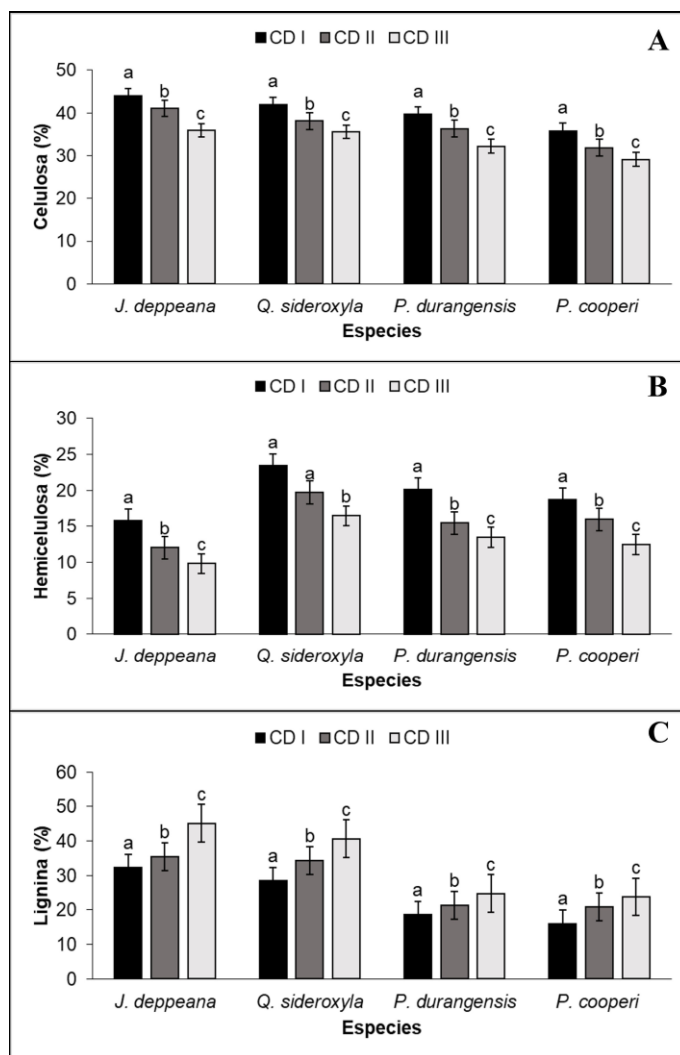 CD I CD II CD III A
50
40
30
20
10
0
Celulosa (%)
a b c a b c a b c a b c
J. deppeana Q. sideroxyla P. durangensis P. cooperi
Especies
CD I CD II CD III B
30
25
20
15
10
5
0
Hemicelulosa (%)
a b c a a b a b c a b c
J. deppeana Q. sideroxyla P. durangensis P. cooperi
Especies
CD I CD II CD III C
60
50
40
30
20
10
0
Lignina (%)
a b c a b c a b c a b c
J. deppeana Q. sideroxyla P. durangensis P. cooperi
Especies